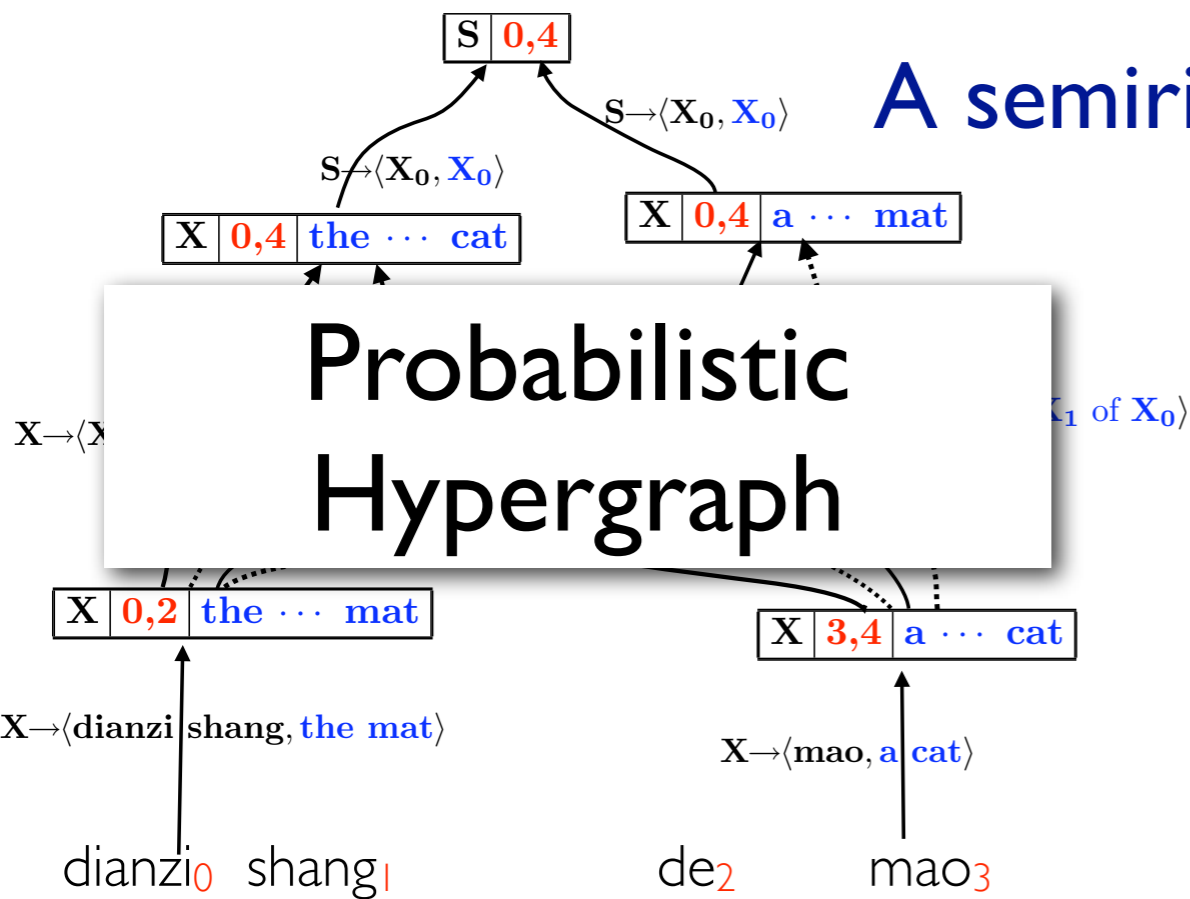 S 0,4
A semiri
S→⟨X₀, X₀⟩
S→⟨X₀, X₀⟩
X 0,4 the ··· cat
X 0,4 a ··· mat
Probabilistic
Hypergraph
X→⟨X
X₁ of X₀⟩
X 0,2 the ··· mat
X 3,4 a ··· cat
X→⟨dianzi shang, the mat⟩
X→⟨mao, a cat⟩
dianzi₀ shang₁ de₂ mao₃